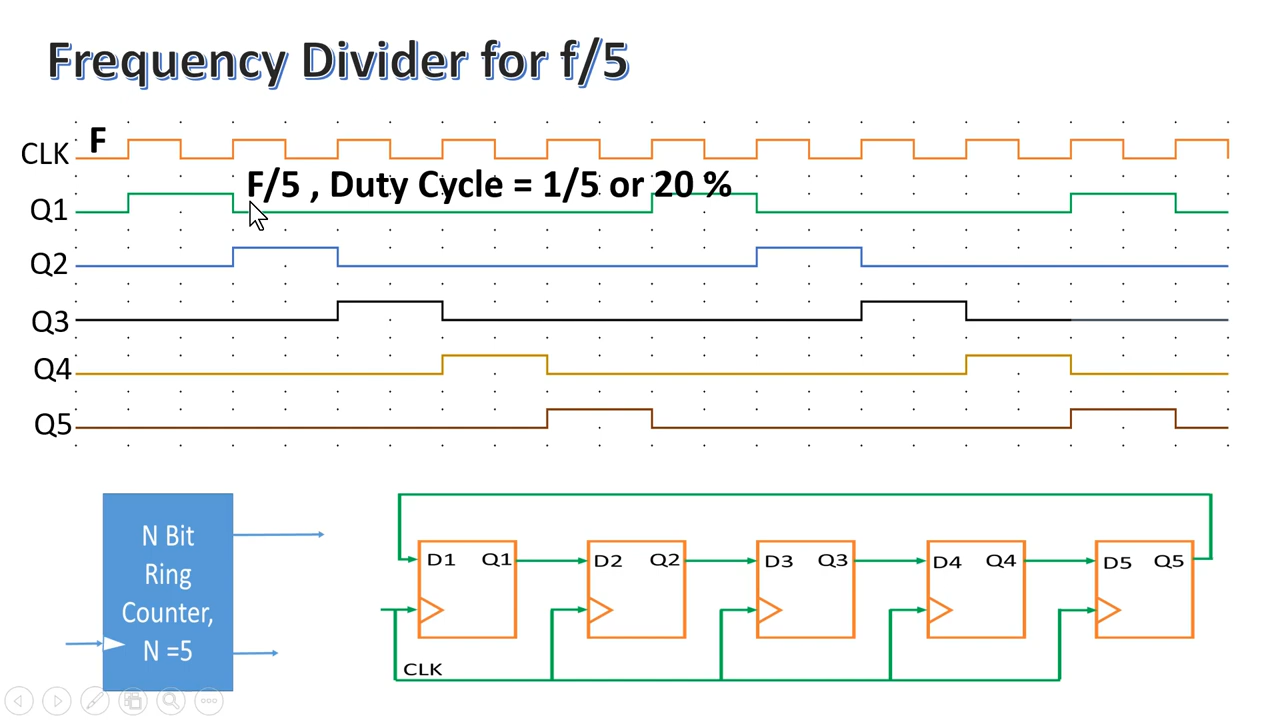 Frequency Divider for f/5
F
CLK
F/5 , Duty Cycle = 1/5 or 20 %
Q1
Q2
Q3
Q4
Q5
N Bit
Ring
Counter,
N =5
D1 Q1 D2 Q2 D3 Q3 D4 Q4 D5 Q5
CLK